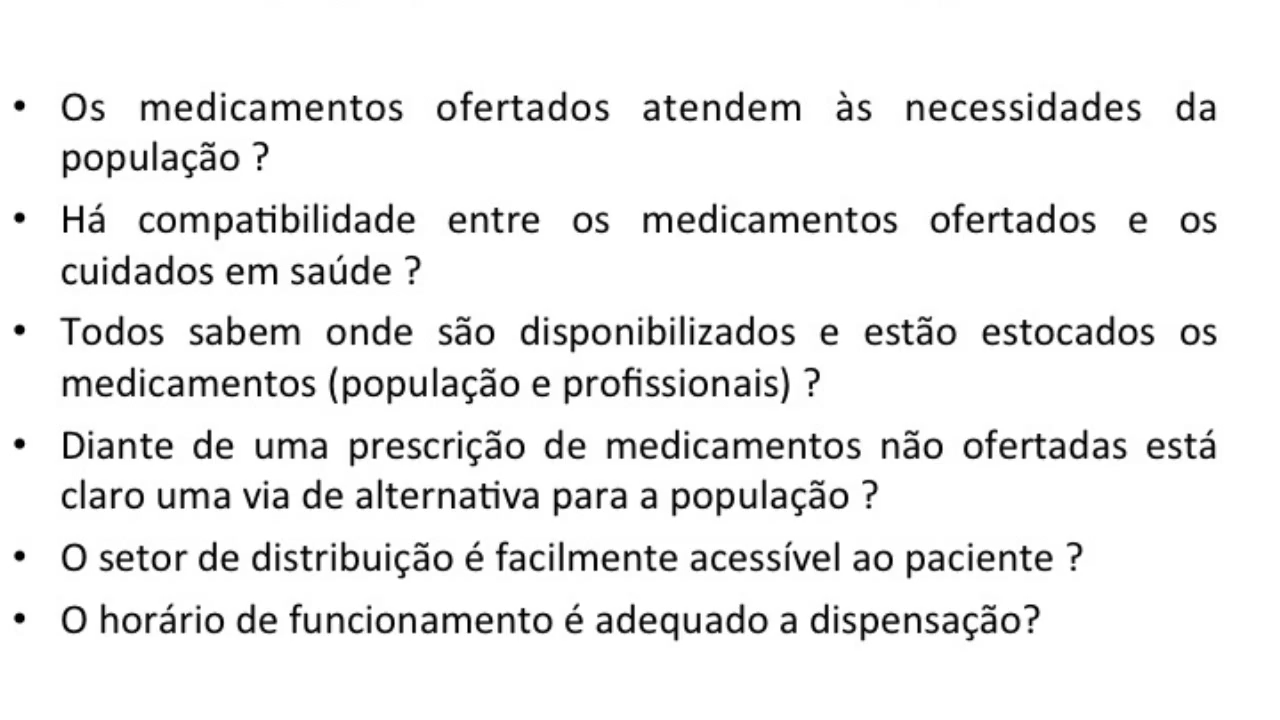 • Os medicamentos ofertados atendem às necessidades da
população ?
• Há compatibilidade entre os medicamentos ofertados e os
cuidados em saúde ?
• Todos sabem onde são disponibilizados e estão estocados os
medicamentos (população e profissionais) ?
• Diante de uma prescrição de medicamentos não ofertadas está
claro uma via de alternativa para a população ?
• O setor de distribuição é facilmente acessível ao paciente ?
• O horário de funcionamento é adequado a dispensação?